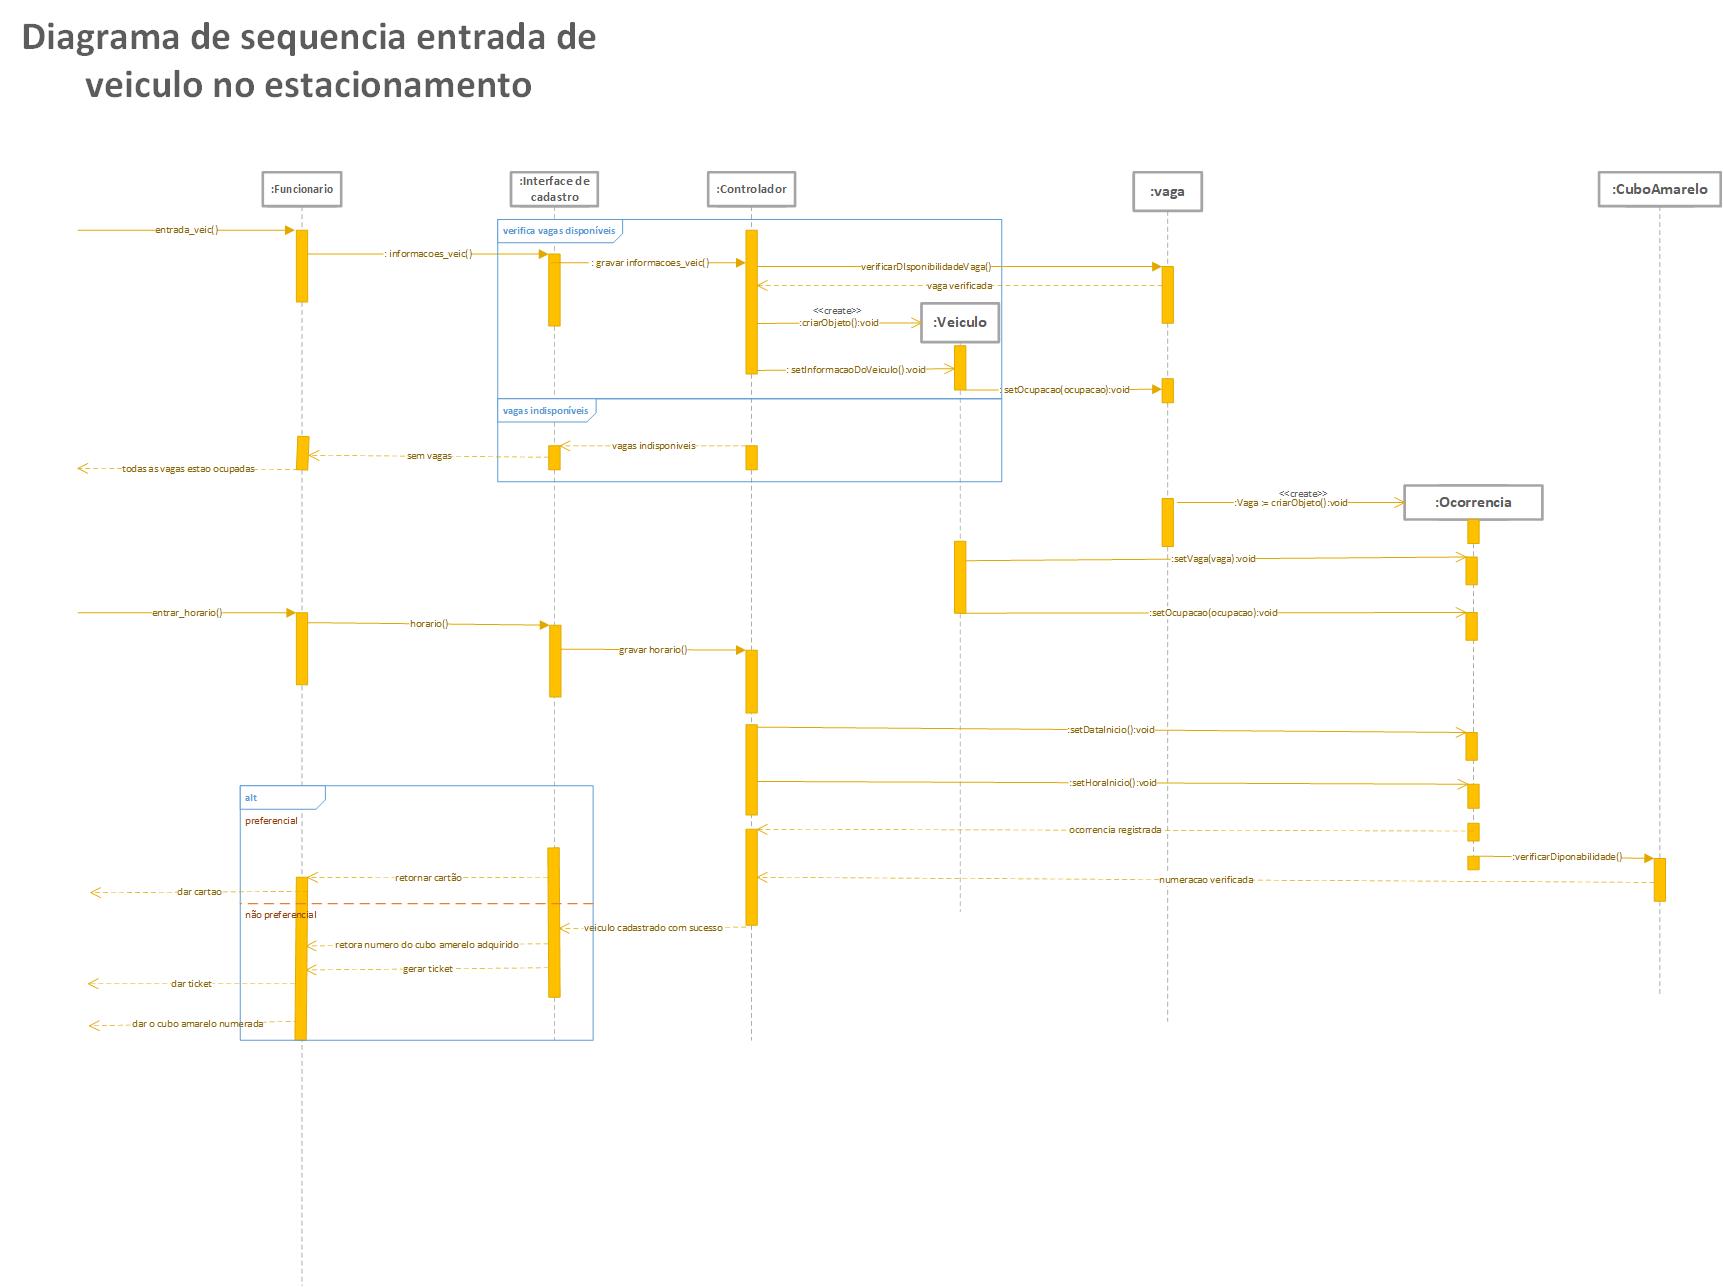 Diagrama de sequencia entrada de
veiculo no estacionamento
:Funcionario
:Interface de
cadastro
:Controlador
:vaga
:CuboAmarelo
entrada_veic()
verifica vagas disponíveis
: informacoes_veic()
: gravar informacoes_veic()
verificarDIsponibilidadeVaga()
vaga verificada
<<create>>
:criarObjeto():void
:Veiculo
: setInformacaoDoVeiculo():void
: setOcupacao(ocupacao):void
vagas indisponíveis
vagas indisponiveis
sem vagas
todas as vagas estao ocupadas
<<create>>
:Vaga := criarObjeto():void
:Ocorrencia
:setVaga(vaga):void
entrar_horario()
:setOcupacao(ocupacao):void
horario()
gravar horario()
:setDataInicio():void
:setHoraInicio():void
alt
preferencial
ocorrencia registrada
:verificarDiponabilidade()
retornar cartão
numeracao verificada
dar cartao
não preferencial
veiculo cadastrado com sucesso
retora numero do cubo amerelo adquirido
gerar ticket
dar ticket
dar o cubo amarelo numerada